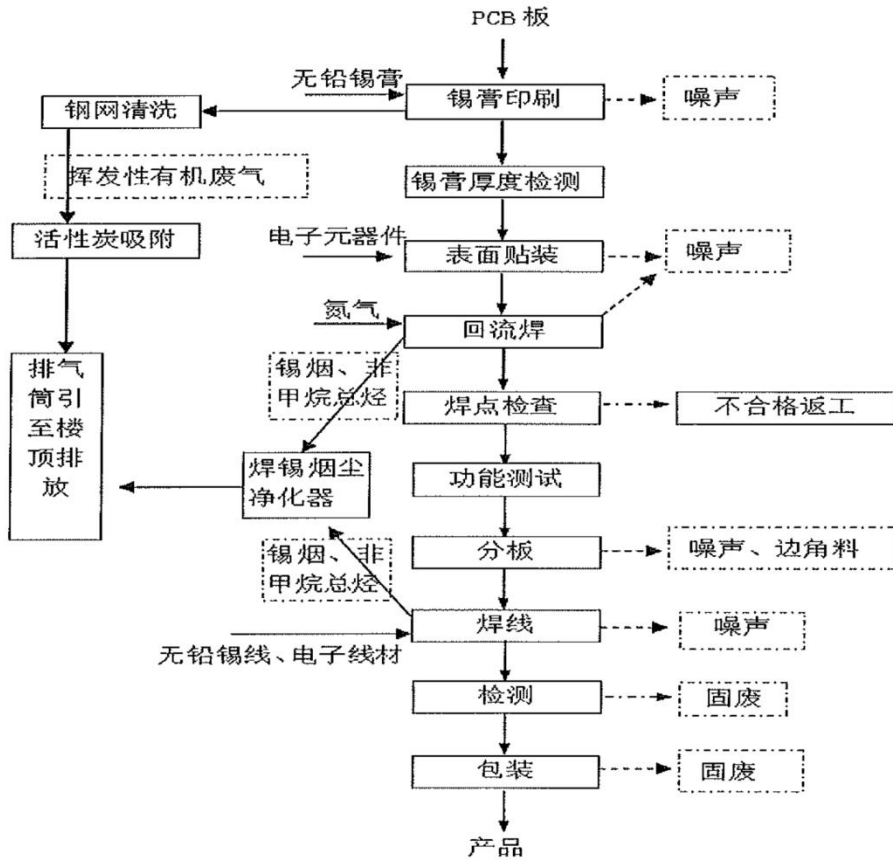 PCB 板
无铅锡膏
锡膏印刷
噪声
钢网清洗
挥发性有机废气
锡膏厚度检测
活性炭吸附
电子元器件
表面贴装
噪声
氮气
回流焊
锡烟、非
甲烷总烃
排气
筒引
至楼
顶排
放
焊点检查
不合格返工
焊锡烟尘
净化器
功能测试
分板
噪声、边角料
锡烟、非
甲烷总烃
焊线
噪声
无铅锡线、电子线材
检测
固废
包装
固废
产品